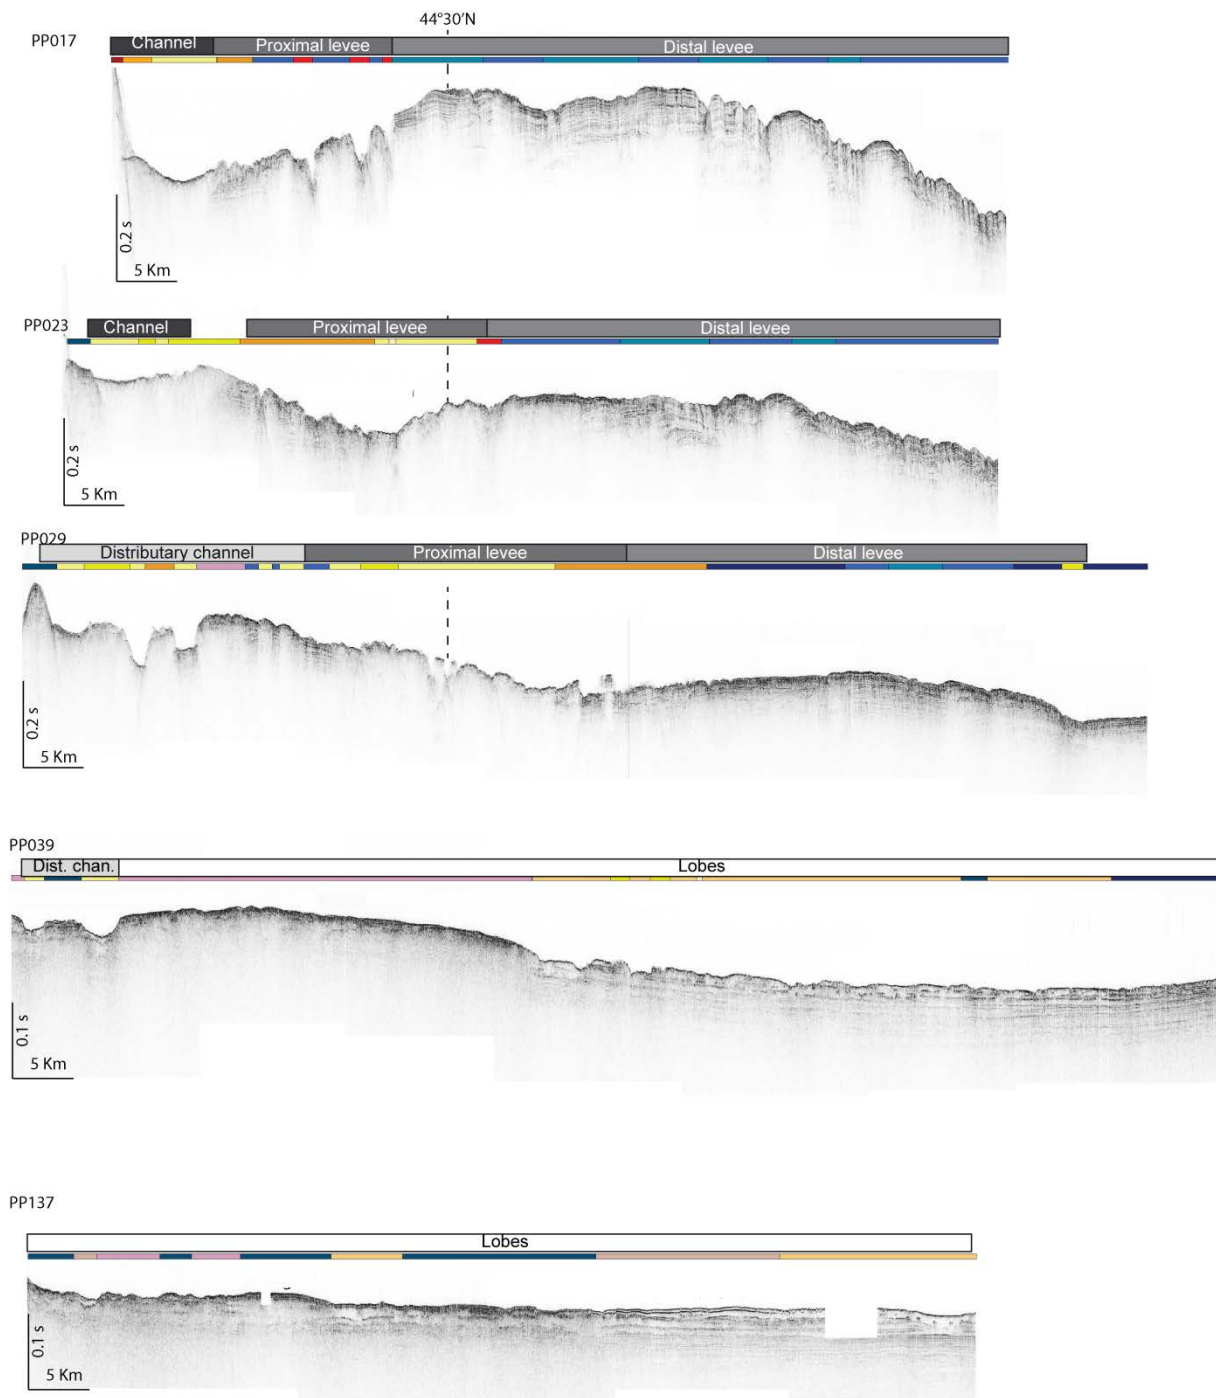 44°30'N
PP017
Channel Proximal levee Distal levee
0.2 s
5 Km
PP023
Channel Proximal levee Distal levee
0.2 s
5 Km
PP029
Distributary channel Proximal levee Distal levee
0.2 s
5 Km
PP039
Dist. chan. Lobes
0.1 s
5 Km
PP137
Lobes
0.1 s
5 Km